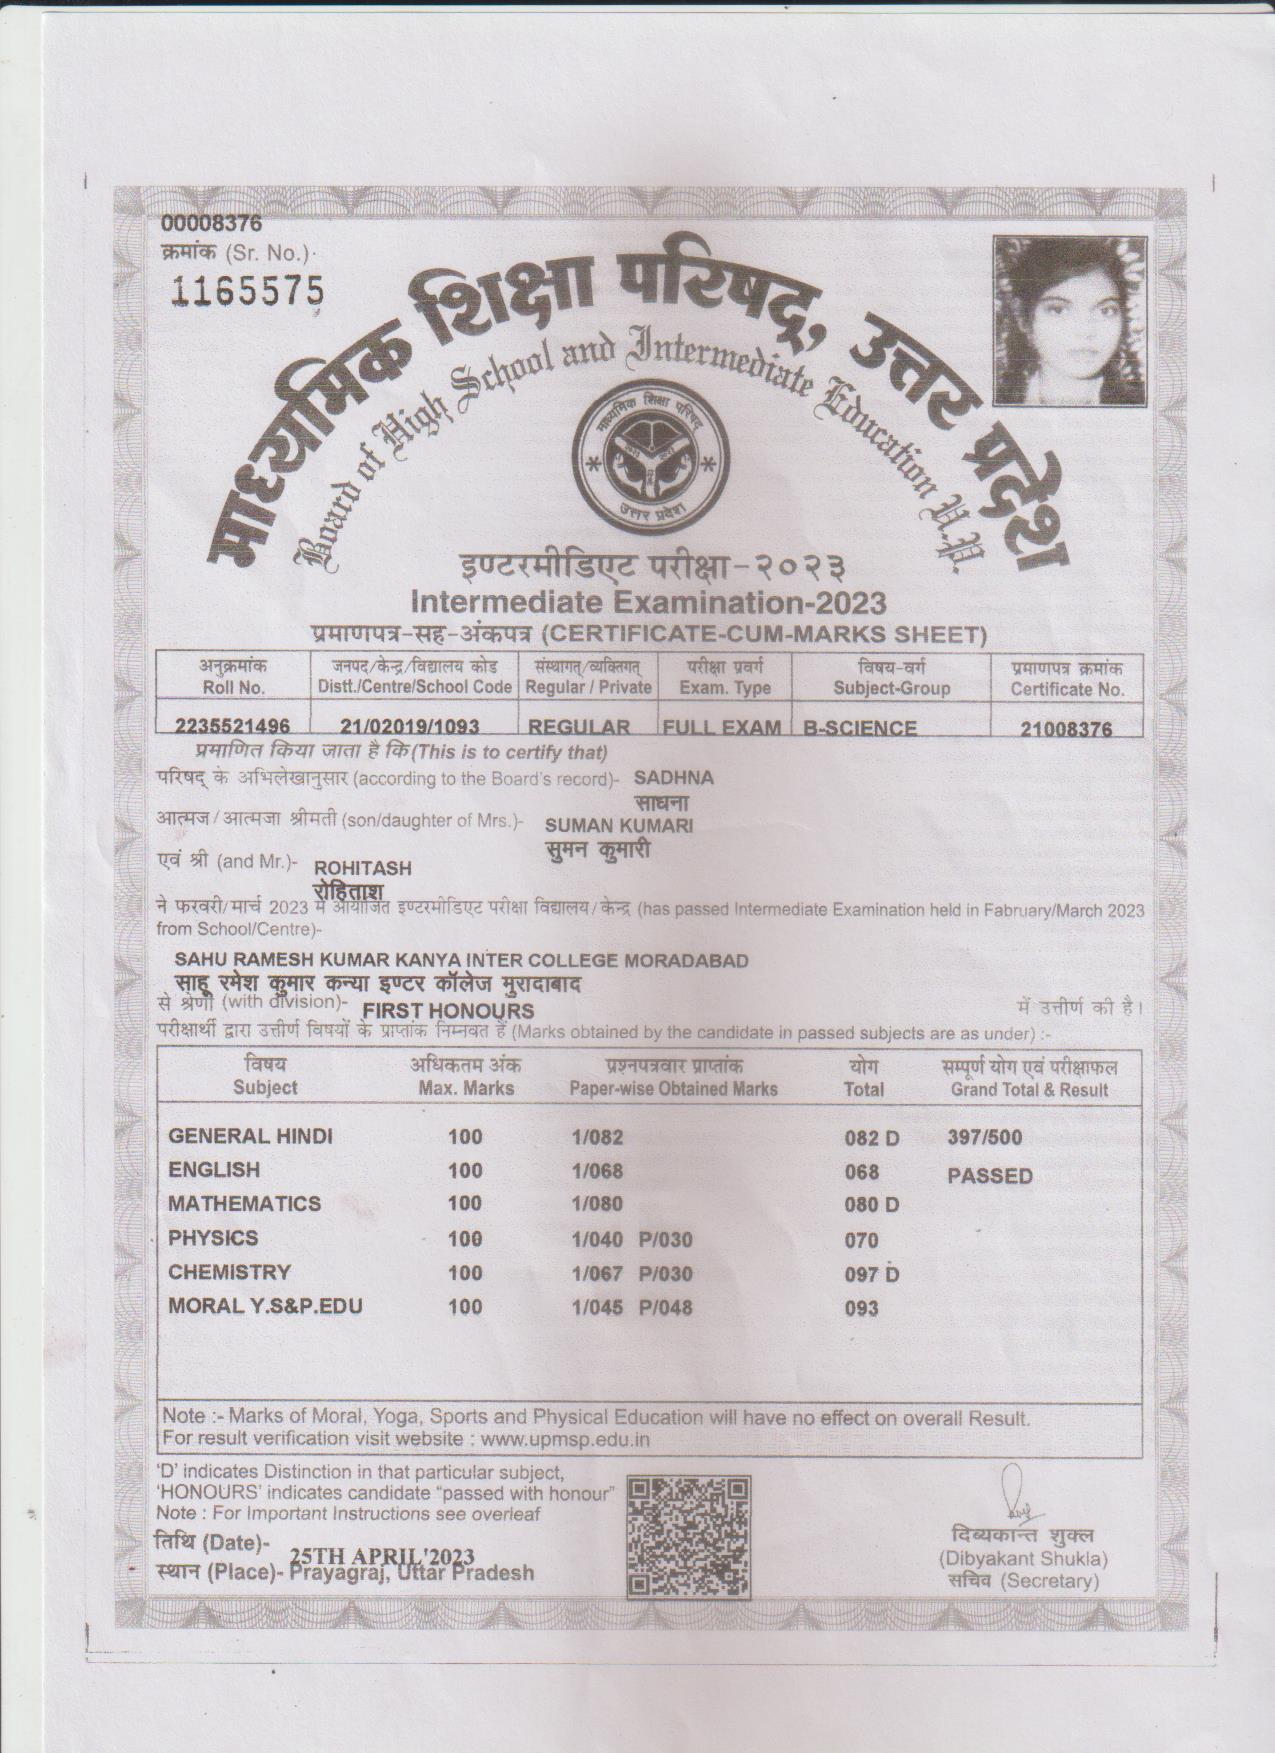 00008376
क्रमांक (Sr. No.)-
1165575
माध्यमिक शिक्षा परिषद्, उत्तर प्रदेश
Board of High School and Intermediate Education U.P.
माध्यमिक शिक्षा परिषद्
उत्तर प्रदेश
इण्टरमीडिएट परीक्षा-२०२३
Intermediate Examination-2023
प्रमाणपत्र-सह-अंकपत्र (CERTIFICATE-CUM-MARKS SHEET)
अनुक्रमांक जनपद/केन्द्र/विद्यालय कोड संस्थागत्/व्यक्तिगत् परीक्षा प्रवर्ग विषय-वर्ग प्रमाणपत्र क्रमांक
Roll No. Distt./Centre/School Code Regular / Private Exam. Type Subject-Group Certificate No.
2235521496 21/02019/1093 REGULAR FULL EXAM B-SCIENCE 21008376
प्रमाणित किया जाता है कि (This is to certify that)
परिषद् के अभिलेखानुसार (according to the Board's record)- SADHNA
साधना
आत्मज/आत्मजा श्रीमती (son/daughter of Mrs.)- SUMAN KUMARI
सुमन कुमारी
एवं श्री (and Mr.)- ROHITASH
रोहिताश
ने फरवरी/मार्च 2023 में आयोजित इण्टरमीडिएट परीक्षा विद्यालय/केन्द्र (has passed Intermediate Examination held in Fabruary/March 2023
from School/Centre)-
SAHU RAMESH KUMAR KANYA INTER COLLEGE MORADABAD
साहू रमेश कुमार कन्या इण्टर कॉलेज मुरादाबाद
से श्रेणी (with division)- FIRST HONOURS में उत्तीर्ण की है।
परीक्षार्थी द्वारा उत्तीर्ण विषयों के प्राप्तांक निम्नवत हैं (Marks obtained by the candidate in passed subjects are as under) :-
विषय अधिकतम अंक प्रश्नपत्रवार प्राप्तांक योग सम्पूर्ण योग एवं परीक्षाफल
Subject Max. Marks Paper-wise Obtained Marks Total Grand Total & Result
GENERAL HINDI 100 1/082 082 D 397/500
ENGLISH 100 1/068 068 PASSED
MATHEMATICS 100 1/080 080 D
PHYSICS 100 1/040 P/030 070
CHEMISTRY 100 1/067 P/030 097 D
MORAL Y.S&P.EDU 100 1/045 P/048 093
Note :- Marks of Moral, Yoga, Sports and Physical Education will have no effect on overall Result.
For result verification visit website : www.upmsp.edu.in
'D' indicates Distinction in that particular subject,
'HONOURS' indicates candidate "passed with honour"
Note : For Important Instructions see overleaf
तिथि (Date)- 25TH APRIL'2023
स्थान (Place)- Prayagraj, Uttar Pradesh
दिव्यकान्त शुक्ल
(Dibyakant Shukla)
सचिव (Secretary)